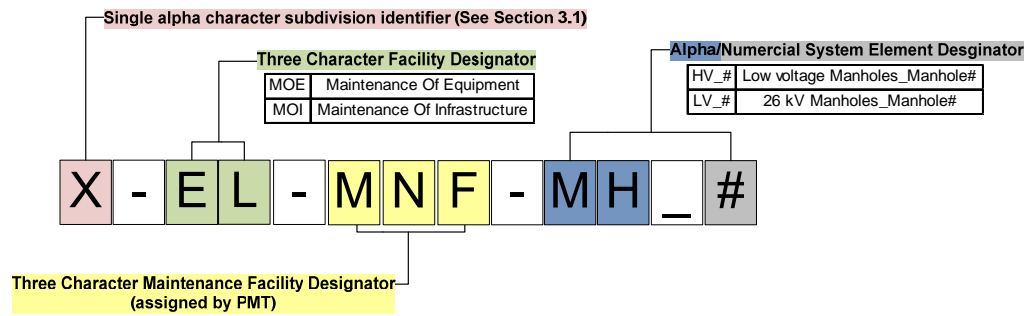 Single alpha character subdivision identifier (See Section 3.1)
Three Character Facility Designator
MOE Maintenance Of Equipment
MOI Maintenance Of Infrastructure
Alpha/Numercial System Element Desginator
HV_# Low voltage Manholes_Manhole#
LV_# 26 kV Manholes_Manhole#
X - E L - M N F - M H _ #
Three Character Maintenance Facility Designator
(assigned by PMT)